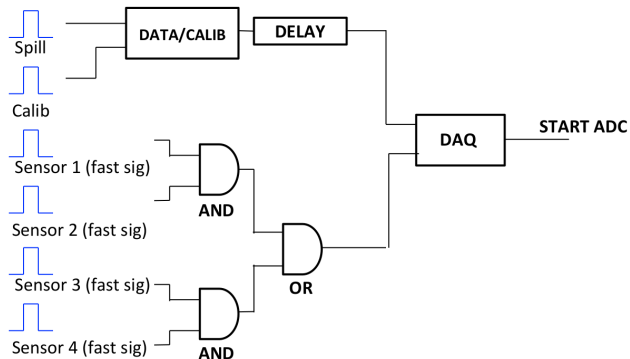 Spill
DATA/CALIB
DELAY
Calib
START ADC
DAQ
Sensor 1 (fast sig)
AND
Sensor 2 (fast sig)
Sensor 3 (fast sig)
OR
Sensor 4 (fast sig)
AND